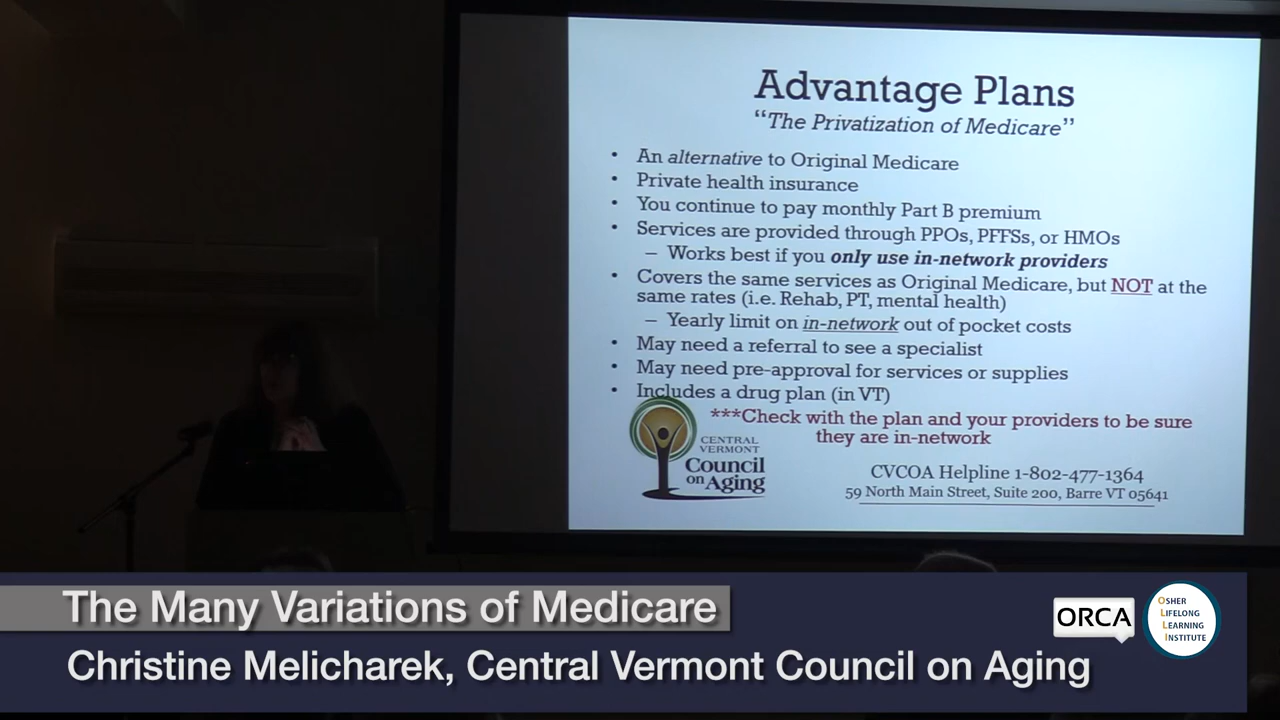 Advantage Plans
“The Privatization of Medicare”
• An alternative to Original Medicare
• Private health insurance
• You continue to pay monthly Part B premium
• Services are provided through PPOs, PFFSs, or HMOs
– Works best if you only use in-network providers
• Covers the same services as Original Medicare, but NOT at the
same rates (i.e. Rehab, PT, mental health)
– Yearly limit on in-network out of pocket costs
• May need a referral to see a specialist
• May need pre-approval for services or supplies
• Includes a drug plan (in VT)
***Check with the plan and your providers to be sure
they are in-network
CENTRAL
VERMONT
Council
on Aging
CVCOA Helpline 1-802-477-1364
59 North Main Street, Suite 200, Barre VT 05641
The Many Variations of Medicare
Christine Melicharek, Central Vermont Council on Aging
ORCA
OSHER
LIFELONG
LEARNING
INSTITUTE